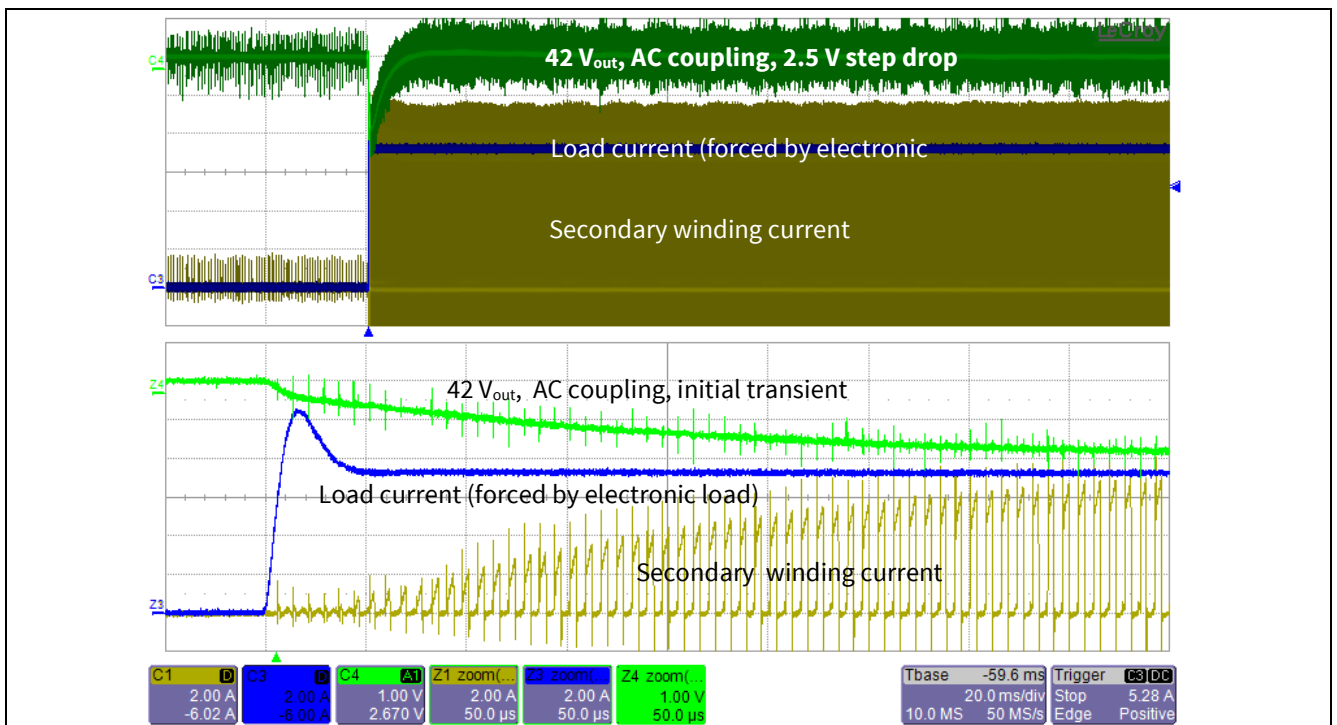 LeCroy
C4
42 Vout, AC coupling, 2.5 V step drop
Load current (forced by electronic
Secondary winding current
C3
Z4
42 Vout, AC coupling, initial transient
Load current (forced by electronic load)
Secondary winding current
Z3
C1 D C3 D C4 A1 Z1 zoom(... Z3 zoom( Z4 zoom(... Tbase -59.6 ms Trigger C3 DC
2.00 A 2.00 A 1.00 V 2.00 A 2.00 A 1.00 V 20.0 ms/div Stop 5.28 A
-6.02 A -6.00 A 2.670 V 50.0 µs 50.0 µs 50.0 µs 10.0 MS 50 MS/s Edge Positive